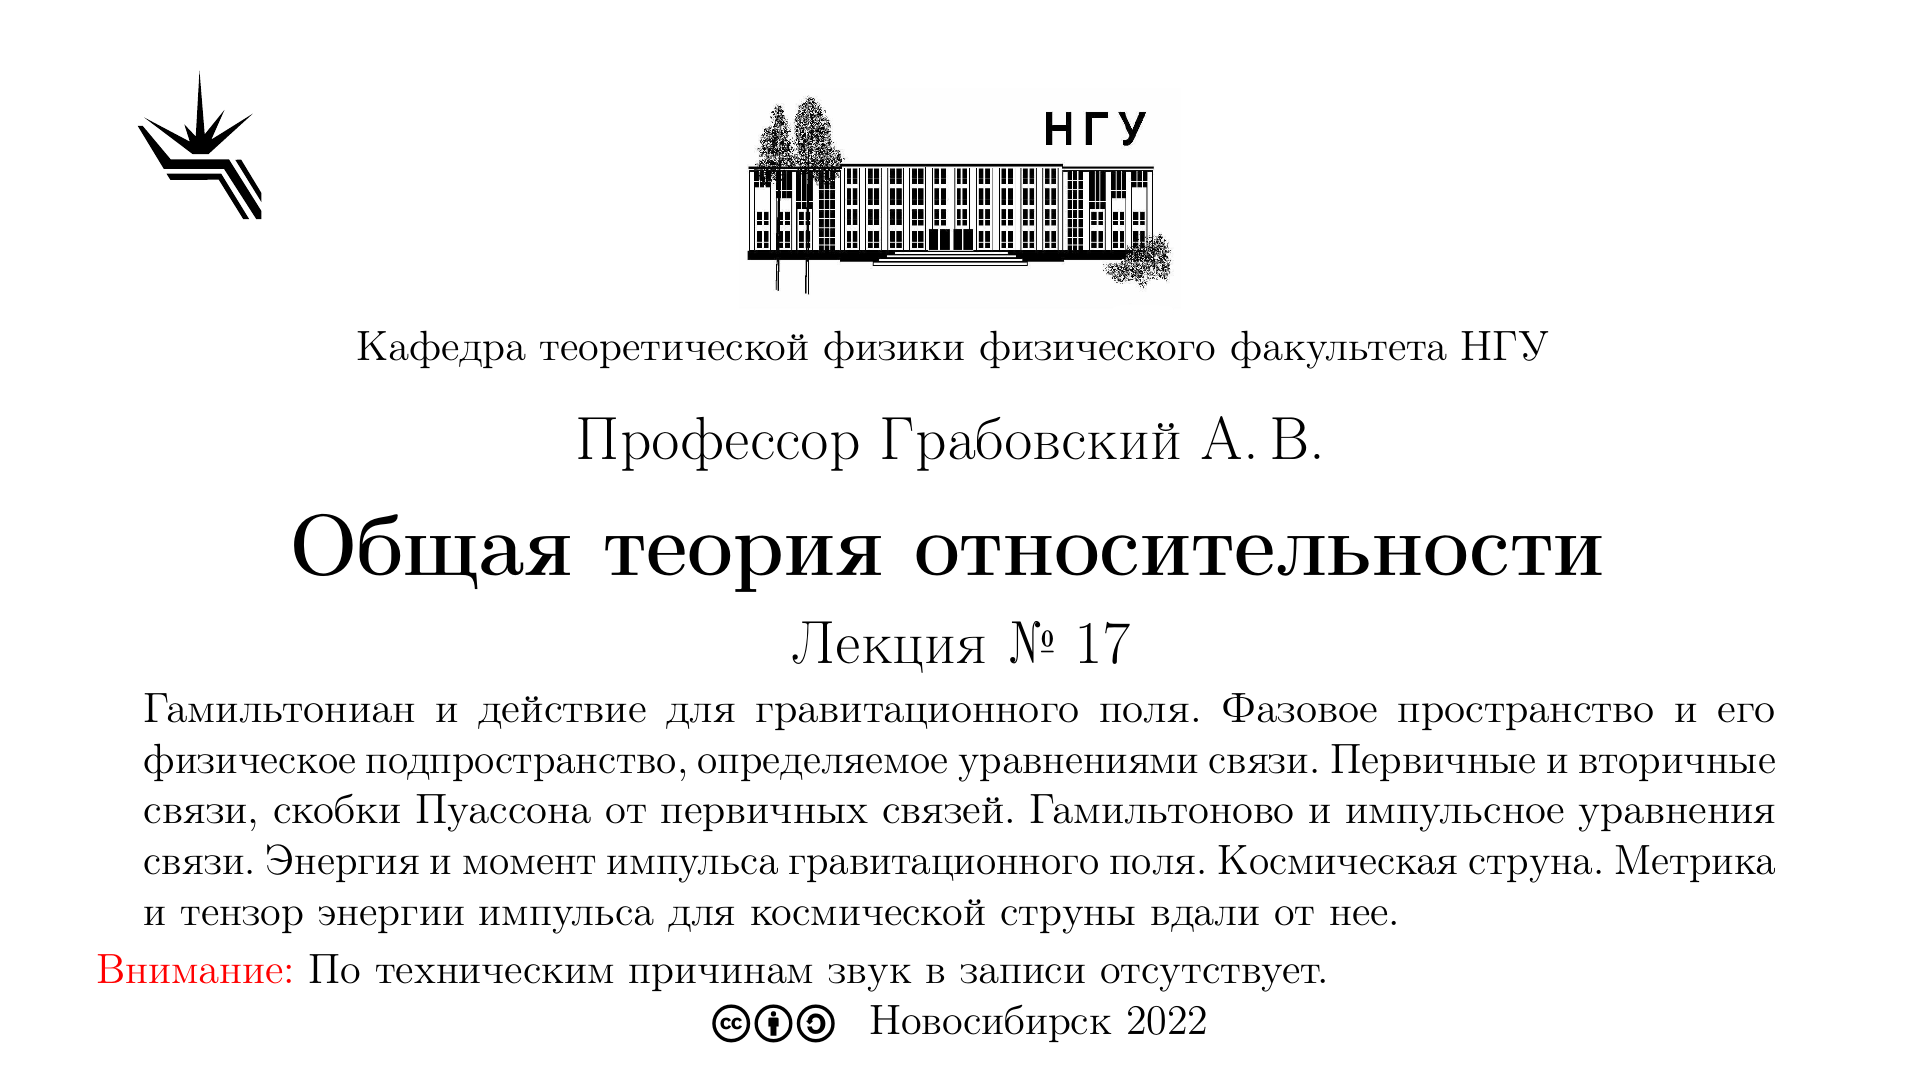 НГУ
Кафедра теоретической физики физического факультета НГУ
Профессор Грабовский А. В.
Общая теория относительности
Лекция № 17
Гамильтониан и действие для гравитационного поля. Фазовое пространство и его
физическое подпространство, определяемое уравнениями связи. Первичные и вторичные
связи, скобки Пуассона от первичных связей. Гамильтоново и импульсное уравнения
связи. Энергия и момент импульса гравитационного поля. Космическая струна. Метрика
и тензор энергии импульса для космической струны вдали от нее.
Внимание: По техническим причинам звук в записи отсутствует.
cc Новосибирск 2022